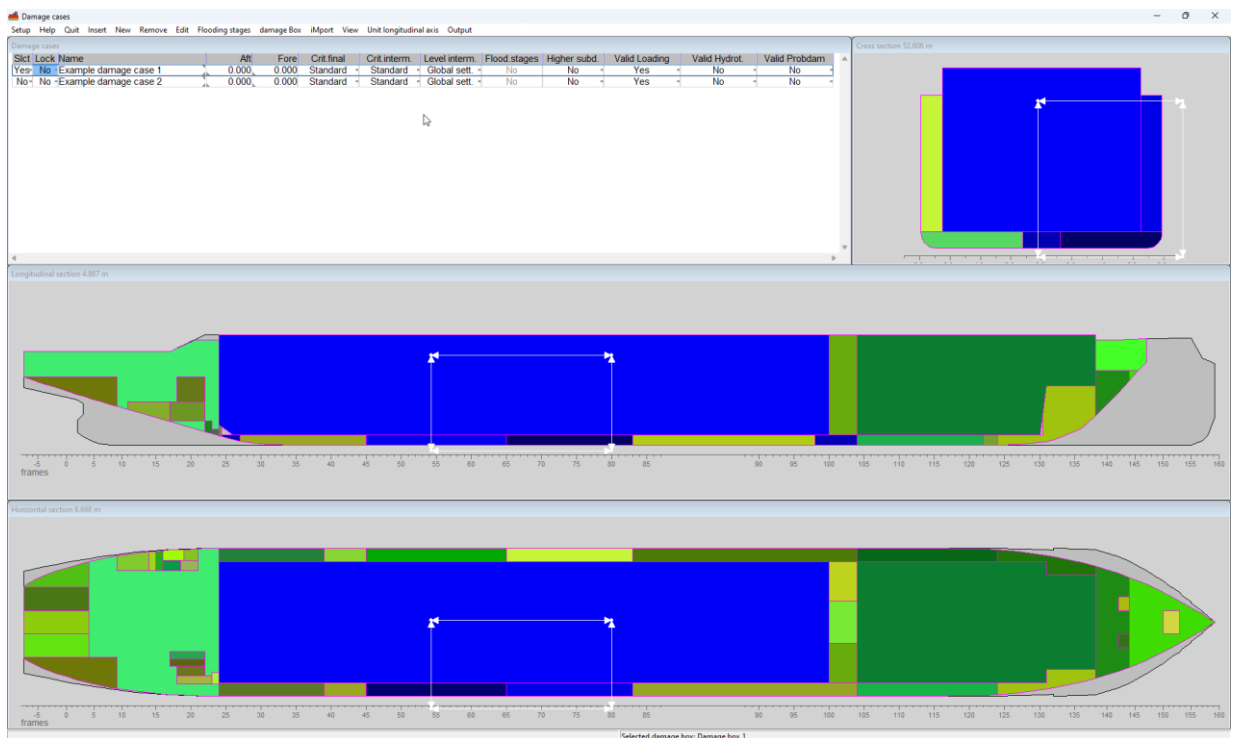 Damage cases
Setup Help Quit Insert New Remove Edit Flooding stages damage Box iMport View Unit longitudinal axis Output
Damage cases
Slct Lock Name Aft Fore Crit.final Crit.interm. Level interm. Flood.stages Higher subd. Valid Loading Valid Hydrot. Valid Probdam
Yes No Example damage case 1 0.000 0.000 Standard Standard Global sett. No No Yes No No
No No Example damage case 2 0.000 0.000 Standard Standard Global sett. No No Yes No No
Cross section 52.606 m
Longitudinal section 4.867 m
-5 0 5 10 15 20 25 30 35 40 45 50 55 60 65 70 75 80 85 90 95 100 105 110 115 120 125 130 135 140 145 150 155 160
frames
Horizontal section 6.698 m
-5 0 5 10 15 20 25 30 35 40 45 50 55 60 65 70 75 80 85 90 95 100 105 110 115 120 125 130 135 140 145 150 155 160
frames
Selected damage box: Damage box 1